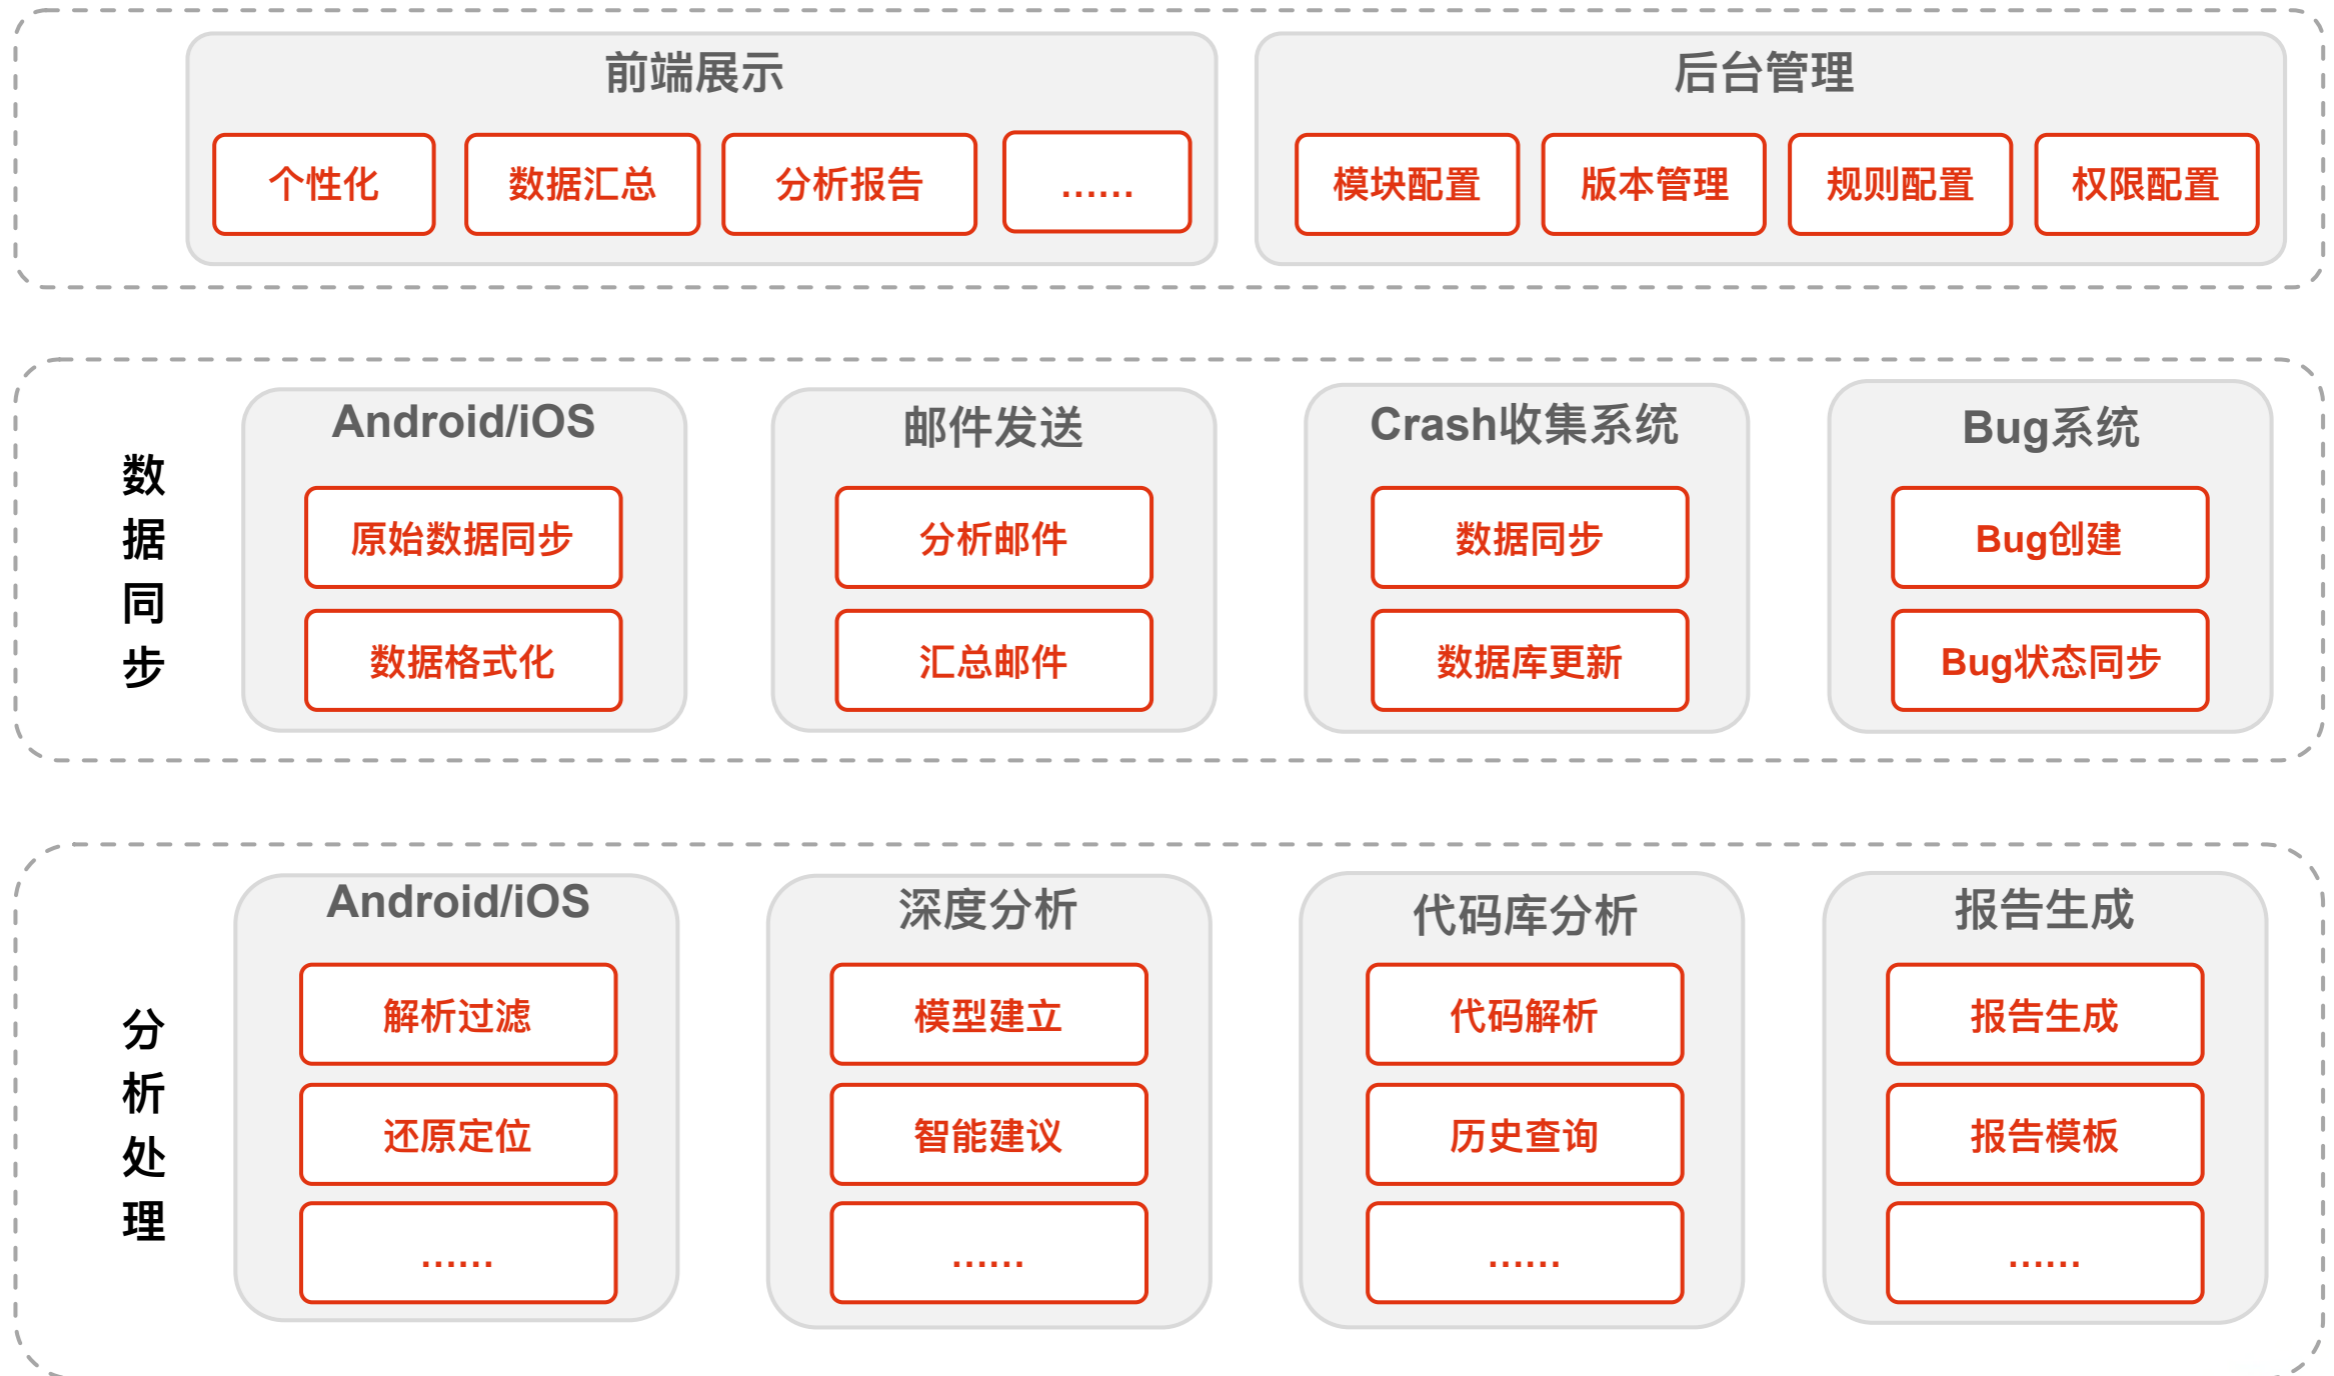 前端展示
个性化
数据汇总
分析报告
......
后台管理
模块配置
版本管理
规则配置
权限配置
数据同步
Android/iOS
原始数据同步
数据格式化
邮件发送
分析邮件
汇总邮件
Crash收集系统
数据同步
数据库更新
Bug系统
Bug创建
Bug状态同步
分析处理
Android/iOS
解析过滤
还原定位
......
深度分析
模型建立
智能建议
......
代码库分析
代码解析
历史查询
......
报告生成
报告生成
报告模板
......